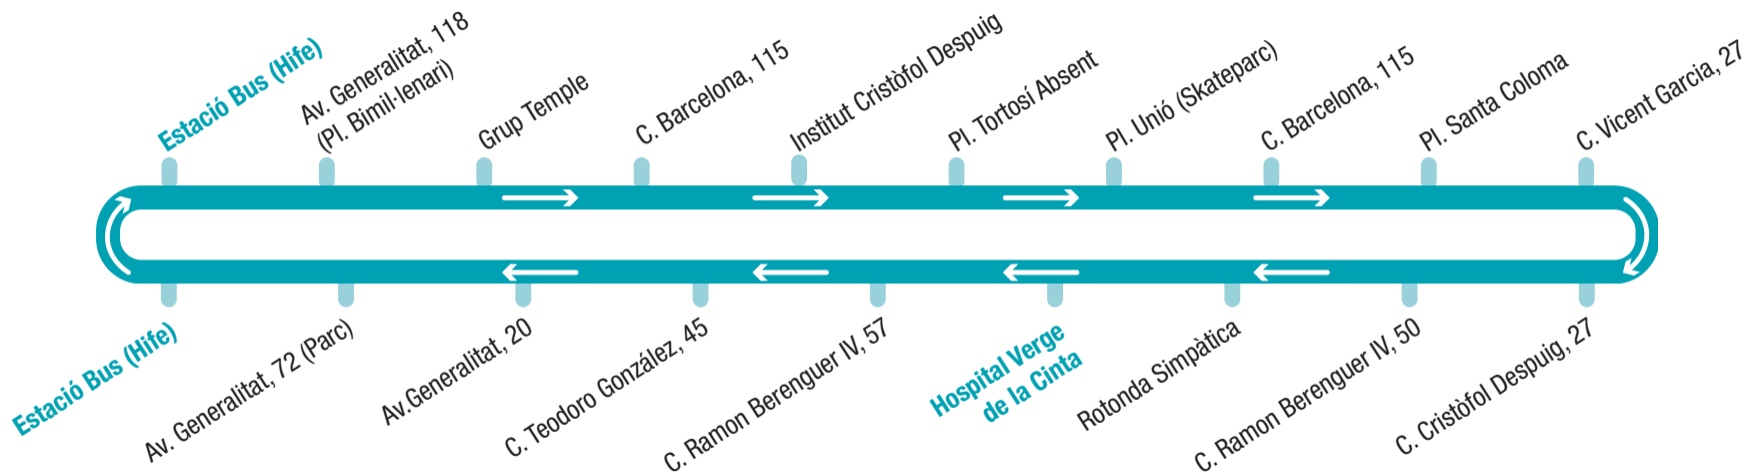 Estació Bus (Hife)
Av. Generalitat, 118
(Pl. Bimil·lenari)
Grup Temple
C. Barcelona, 115
Institut Cristòfol Despuig
Pl. Tortosí Absent
Pl. Unió (Skateparc)
C. Barcelona, 115
Pl. Santa Coloma
C. Vicent Garcia, 27
Estació Bus (Hife)
Av. Generalitat, 72 (Parc)
Av.Generalitat, 20
C. Teodoro González, 45
C. Ramon Berenguer IV, 57
Hospital Verge
de la Cinta
Rotonda Simpàtica
C. Ramon Berenguer IV, 50
C. Cristòfol Despuig, 27